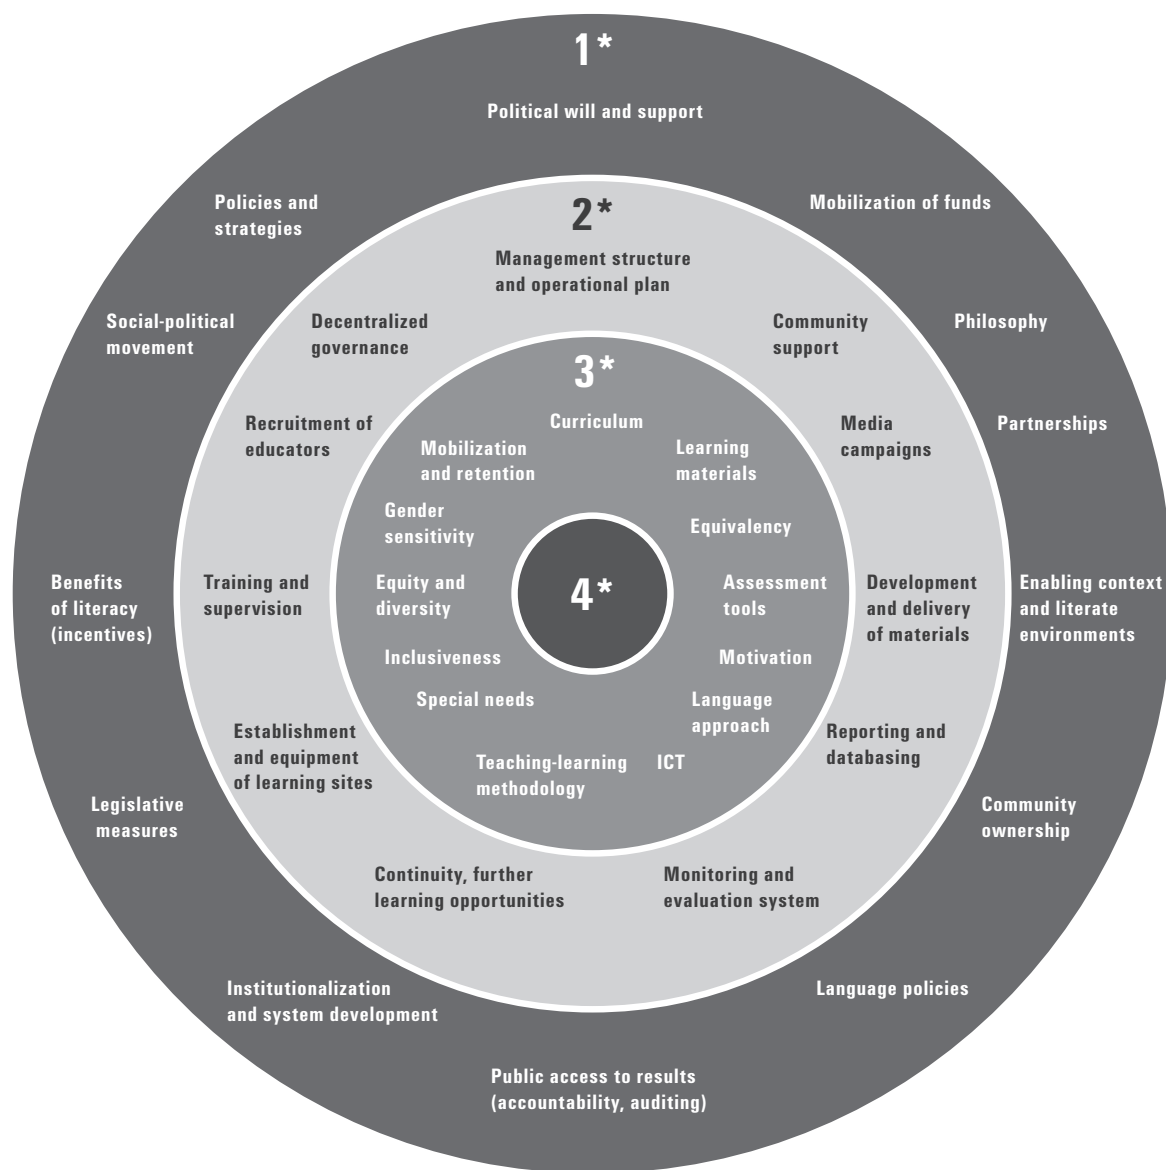 1*
Political will and support
Policies and
strategies
Mobilization of funds
Social-political
movement
Philosophy
Partnerships
Benefits
of literacy
(incentives)
Enabling context
and literate
environments
Legislative
measures
Community
ownership
Institutionalization
and system development
Language policies
Public access to results
(accountability, auditing)
2*
Management structure
and operational plan
Decentralized
governance
Community
support
Recruitment of
educators
Media
campaigns
Training and
supervision
Development
and delivery
of materials
Establishment
and equipment
of learning sites
Reporting and
databasing
Continuity, further
learning opportunities
Monitoring and
evaluation system
3*
Curriculum
Mobilization
and retention
Learning
materials
Gender
sensitivity
Equivalency
Equity and
diversity
Assessment
tools
Inclusiveness
Motivation
Special needs
Language
approach
Teaching-learning
methodology
ICT
4*